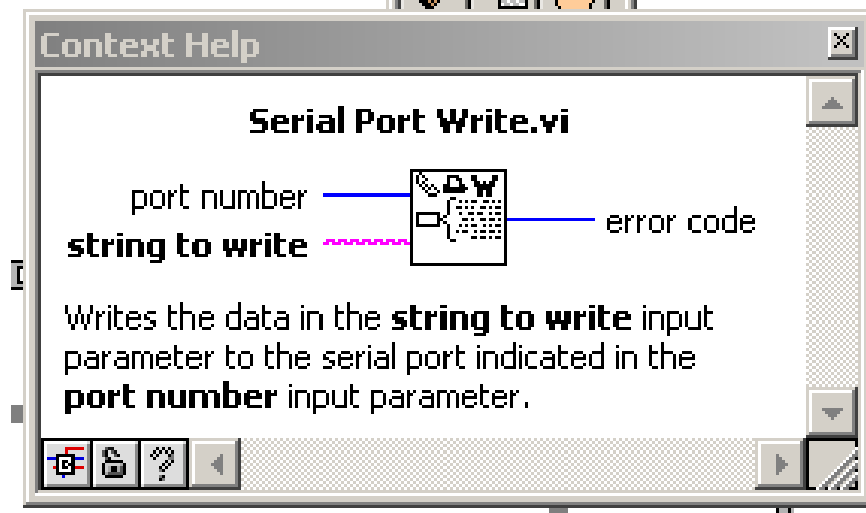 Context Help
Serial Port Write.vi
port number
string to write
error code
Writes the data in the string to write input
parameter to the serial port indicated in the
port number input parameter.